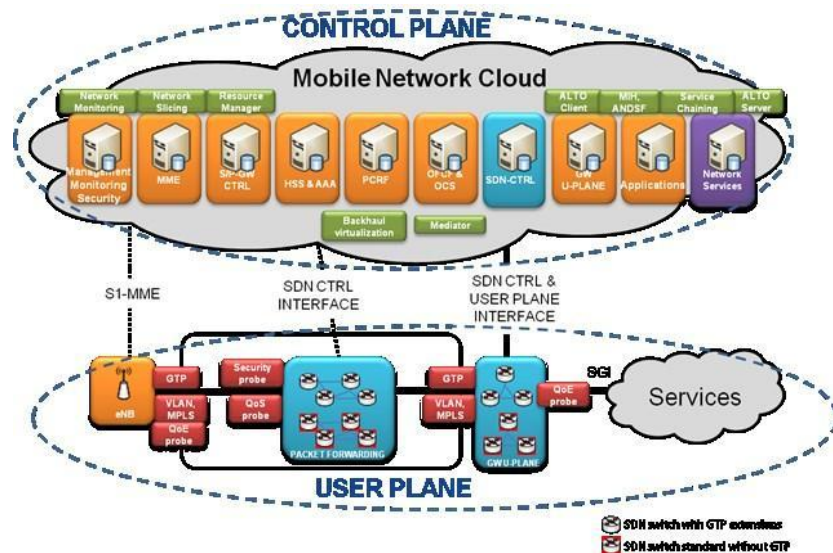 CONTROL PLANE
Mobile Network Cloud
Network
Monitoring
Network
Slicing
Resource
Manager
ALTO
Client
MIH,
ANDSF
Service
Chaining
ALTO
Server
Management
Monitoring
Security
MME
S/P-GW
CTRL
HSS & AAA
PCRF
OFCF &
OCS
SDN-CTRL
GW
U-PLANE
Applications
Network
Services
Backhaul
virtualization
Mediator
S1-MME
SDN CTRL
INTERFACE
SDN CTRL &
USER PLANE
INTERFACE
eNB
GTP
VLAN,
MPLS
QoE
probe
Security
probe
QoS
probe
PACKET FORWARDING
GTP
VLAN,
MPLS
GW U-PLANE
QoE
probe
SGi
Services
USER PLANE
SDN switch with GTP extensions
SDN switch standard without GTP